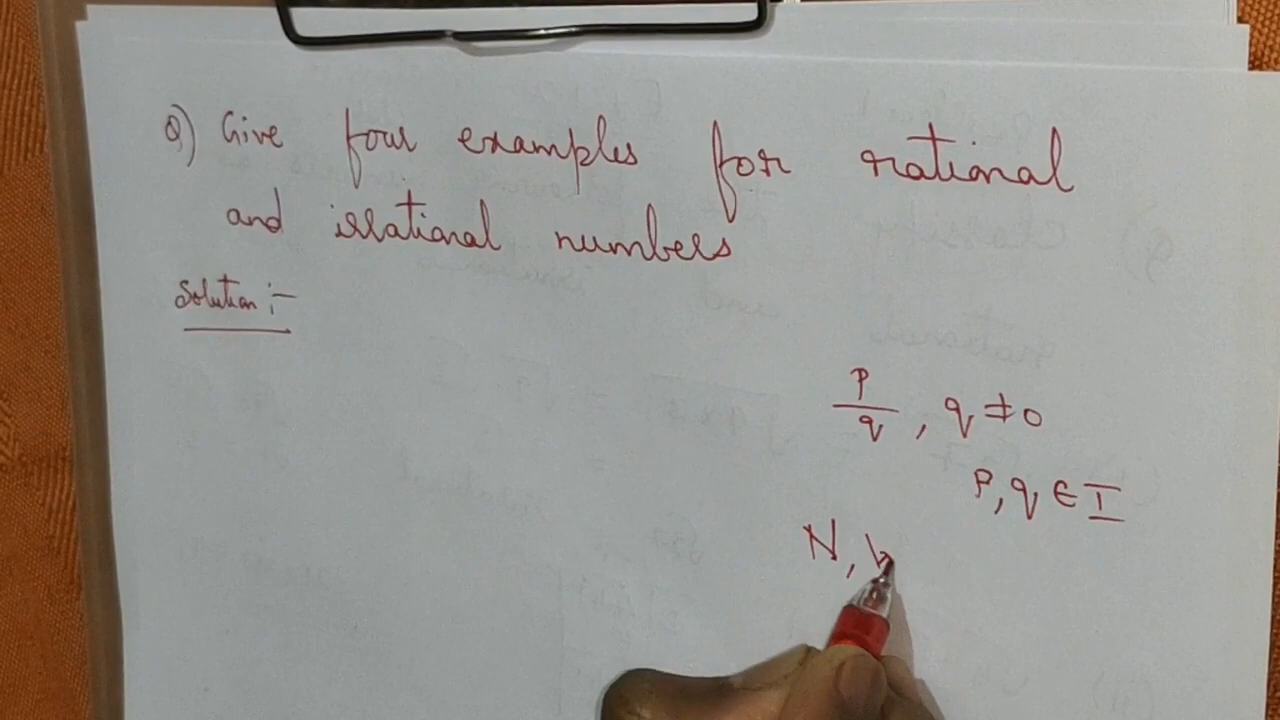 Q) Give four examples for rational
and irrational numbers
Solution :-
P/q, q ≠ 0
P, q ∈ I
N,